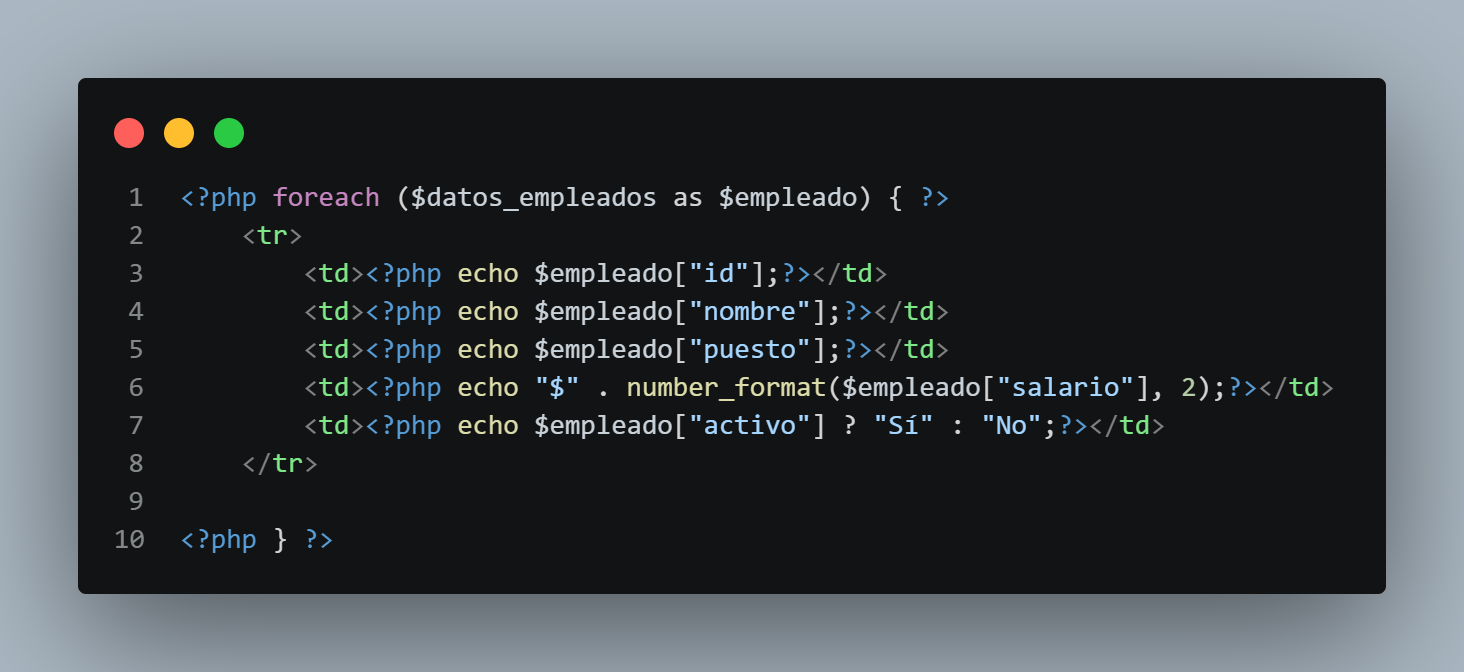 1 <?php foreach ($datos_empleados as $empleado) { ?>
2     <tr>
3         <td><?php echo $empleado["id"];?></td>
4         <td><?php echo $empleado["nombre"];?></td>
5         <td><?php echo $empleado["puesto"];?></td>
6         <td><?php echo "$" . number_format($empleado["salario"], 2);?></td>
7         <td><?php echo $empleado["activo"] ? "Sí" : "No";?></td>
8     </tr>
9
10 <?php } ?>